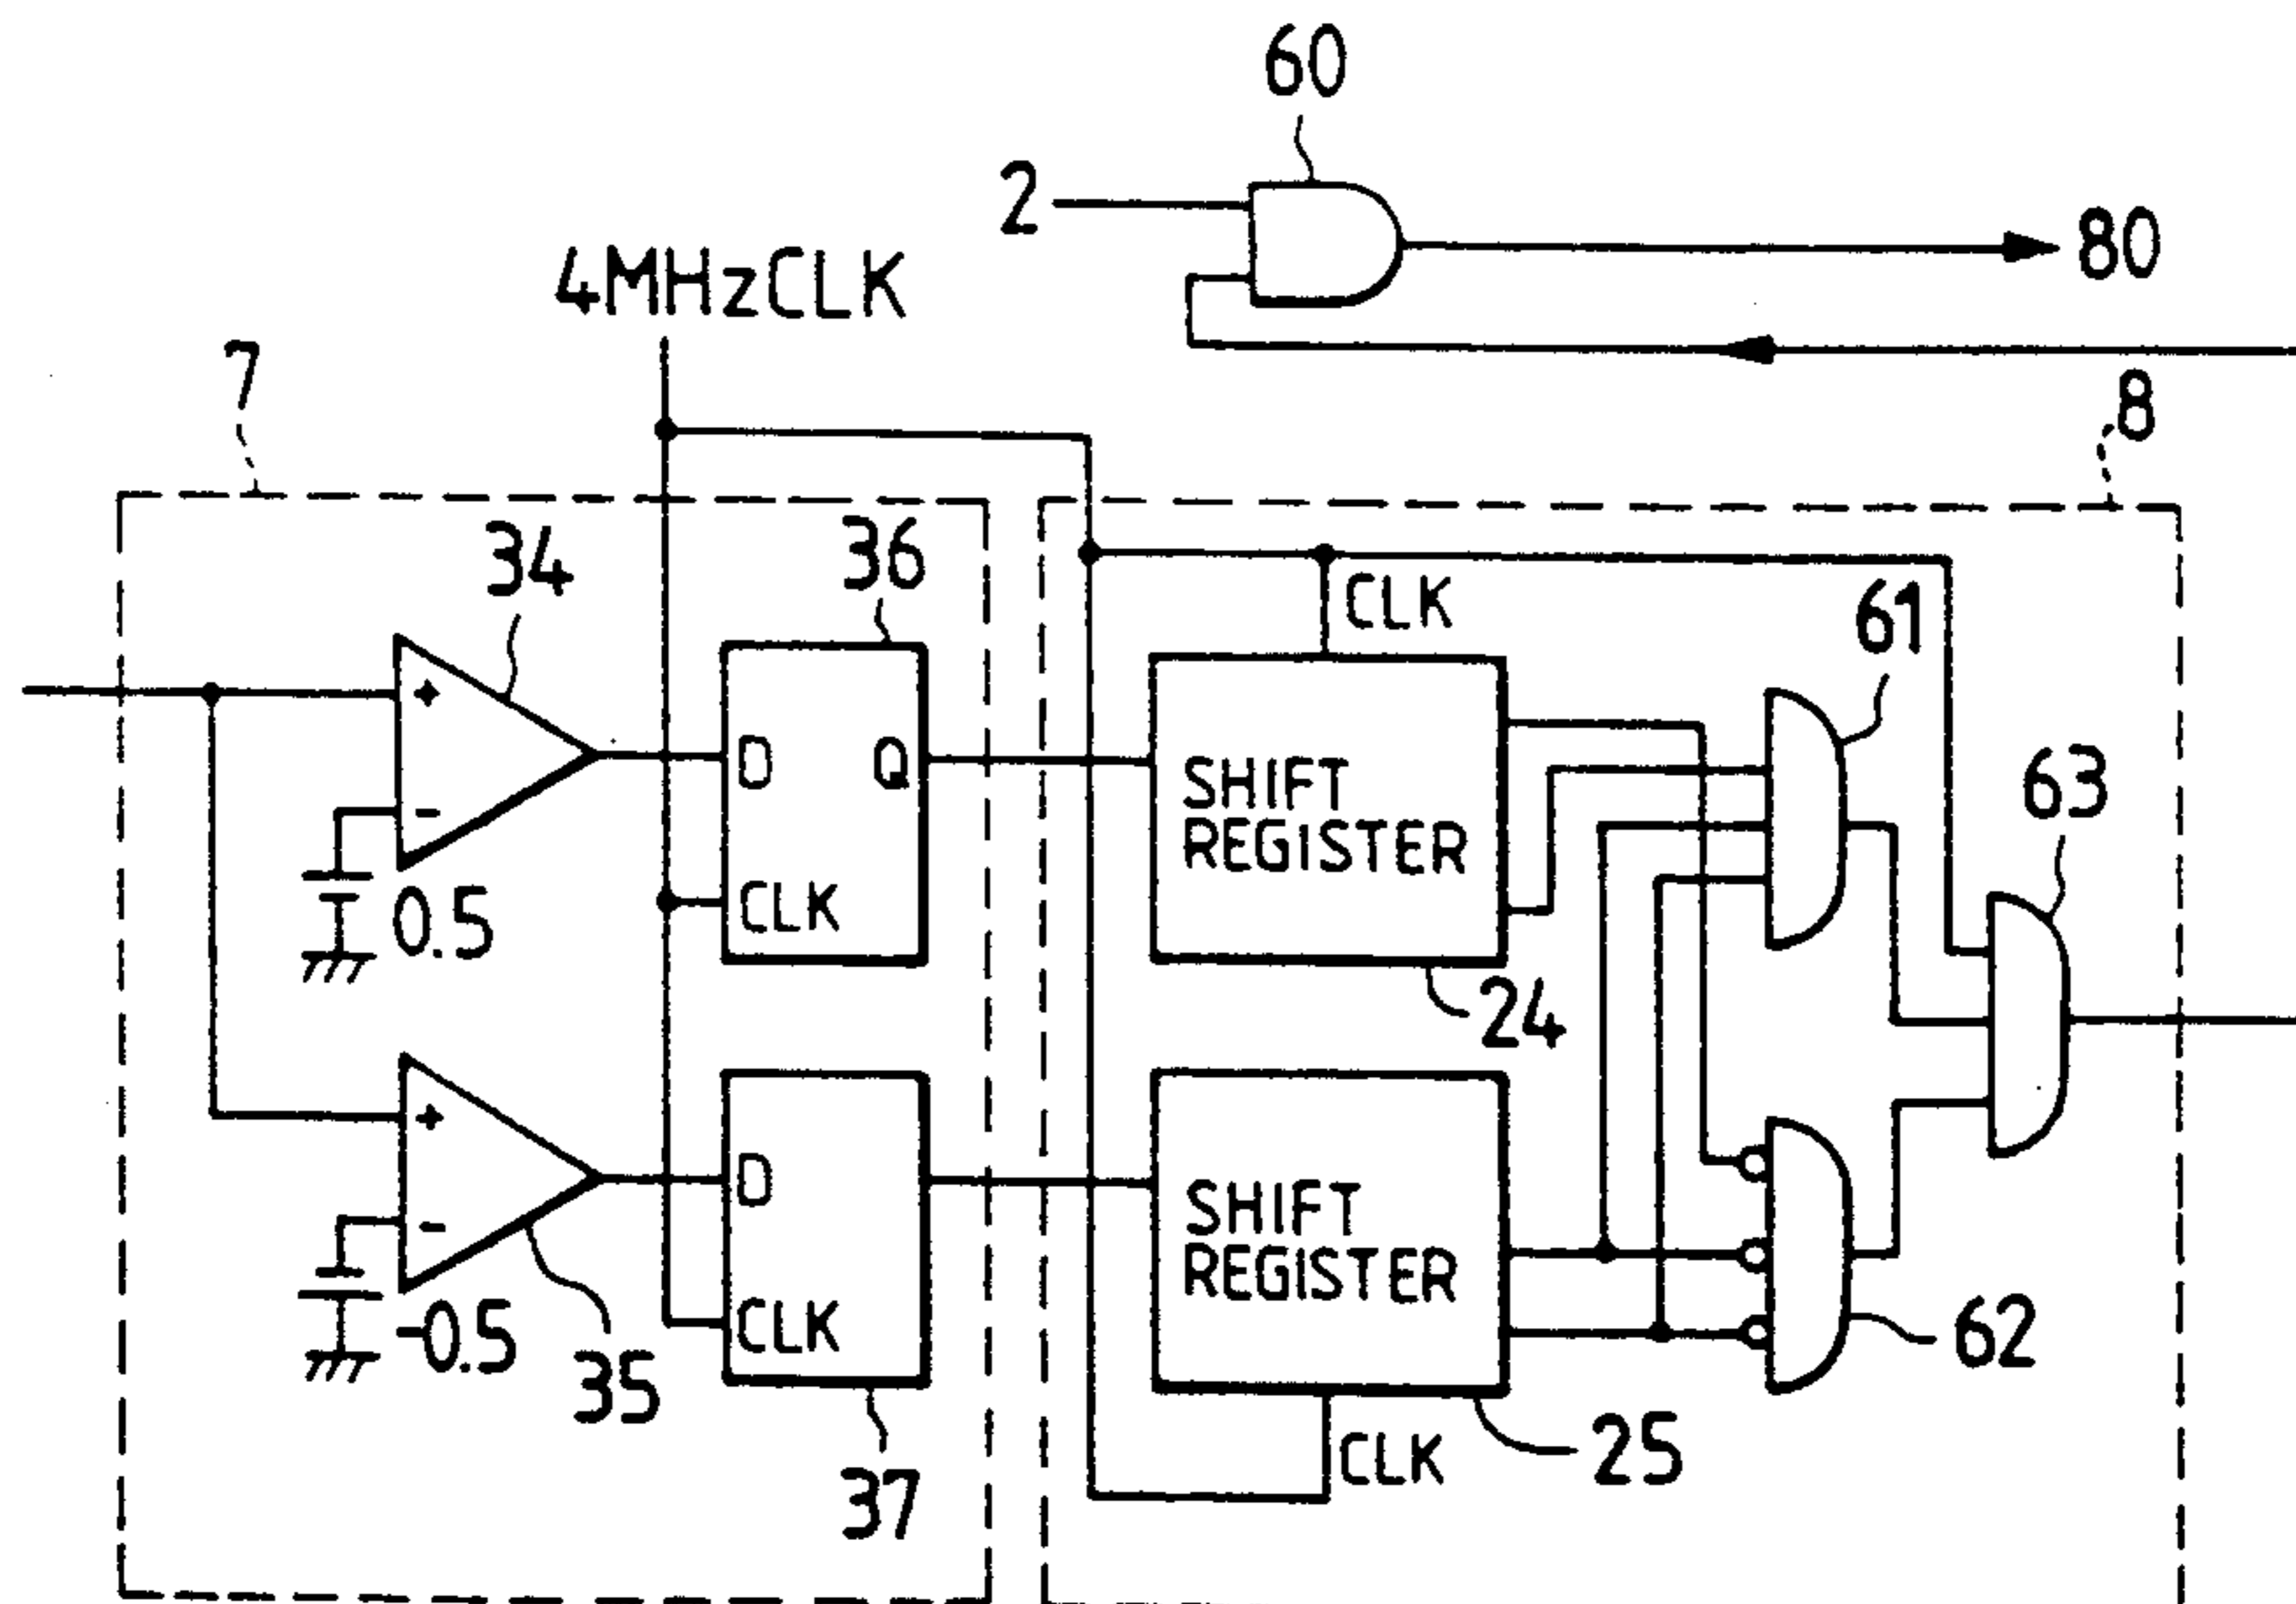 60
2
80
4MHzCLK
7
8
34
36
CLK
61
+
D Q
SHIFT
REGISTER
63
-
0.5
CLK
24
+
D
SHIFT
REGISTER
-
-0.5
CLK
62
35
25
CLK
37